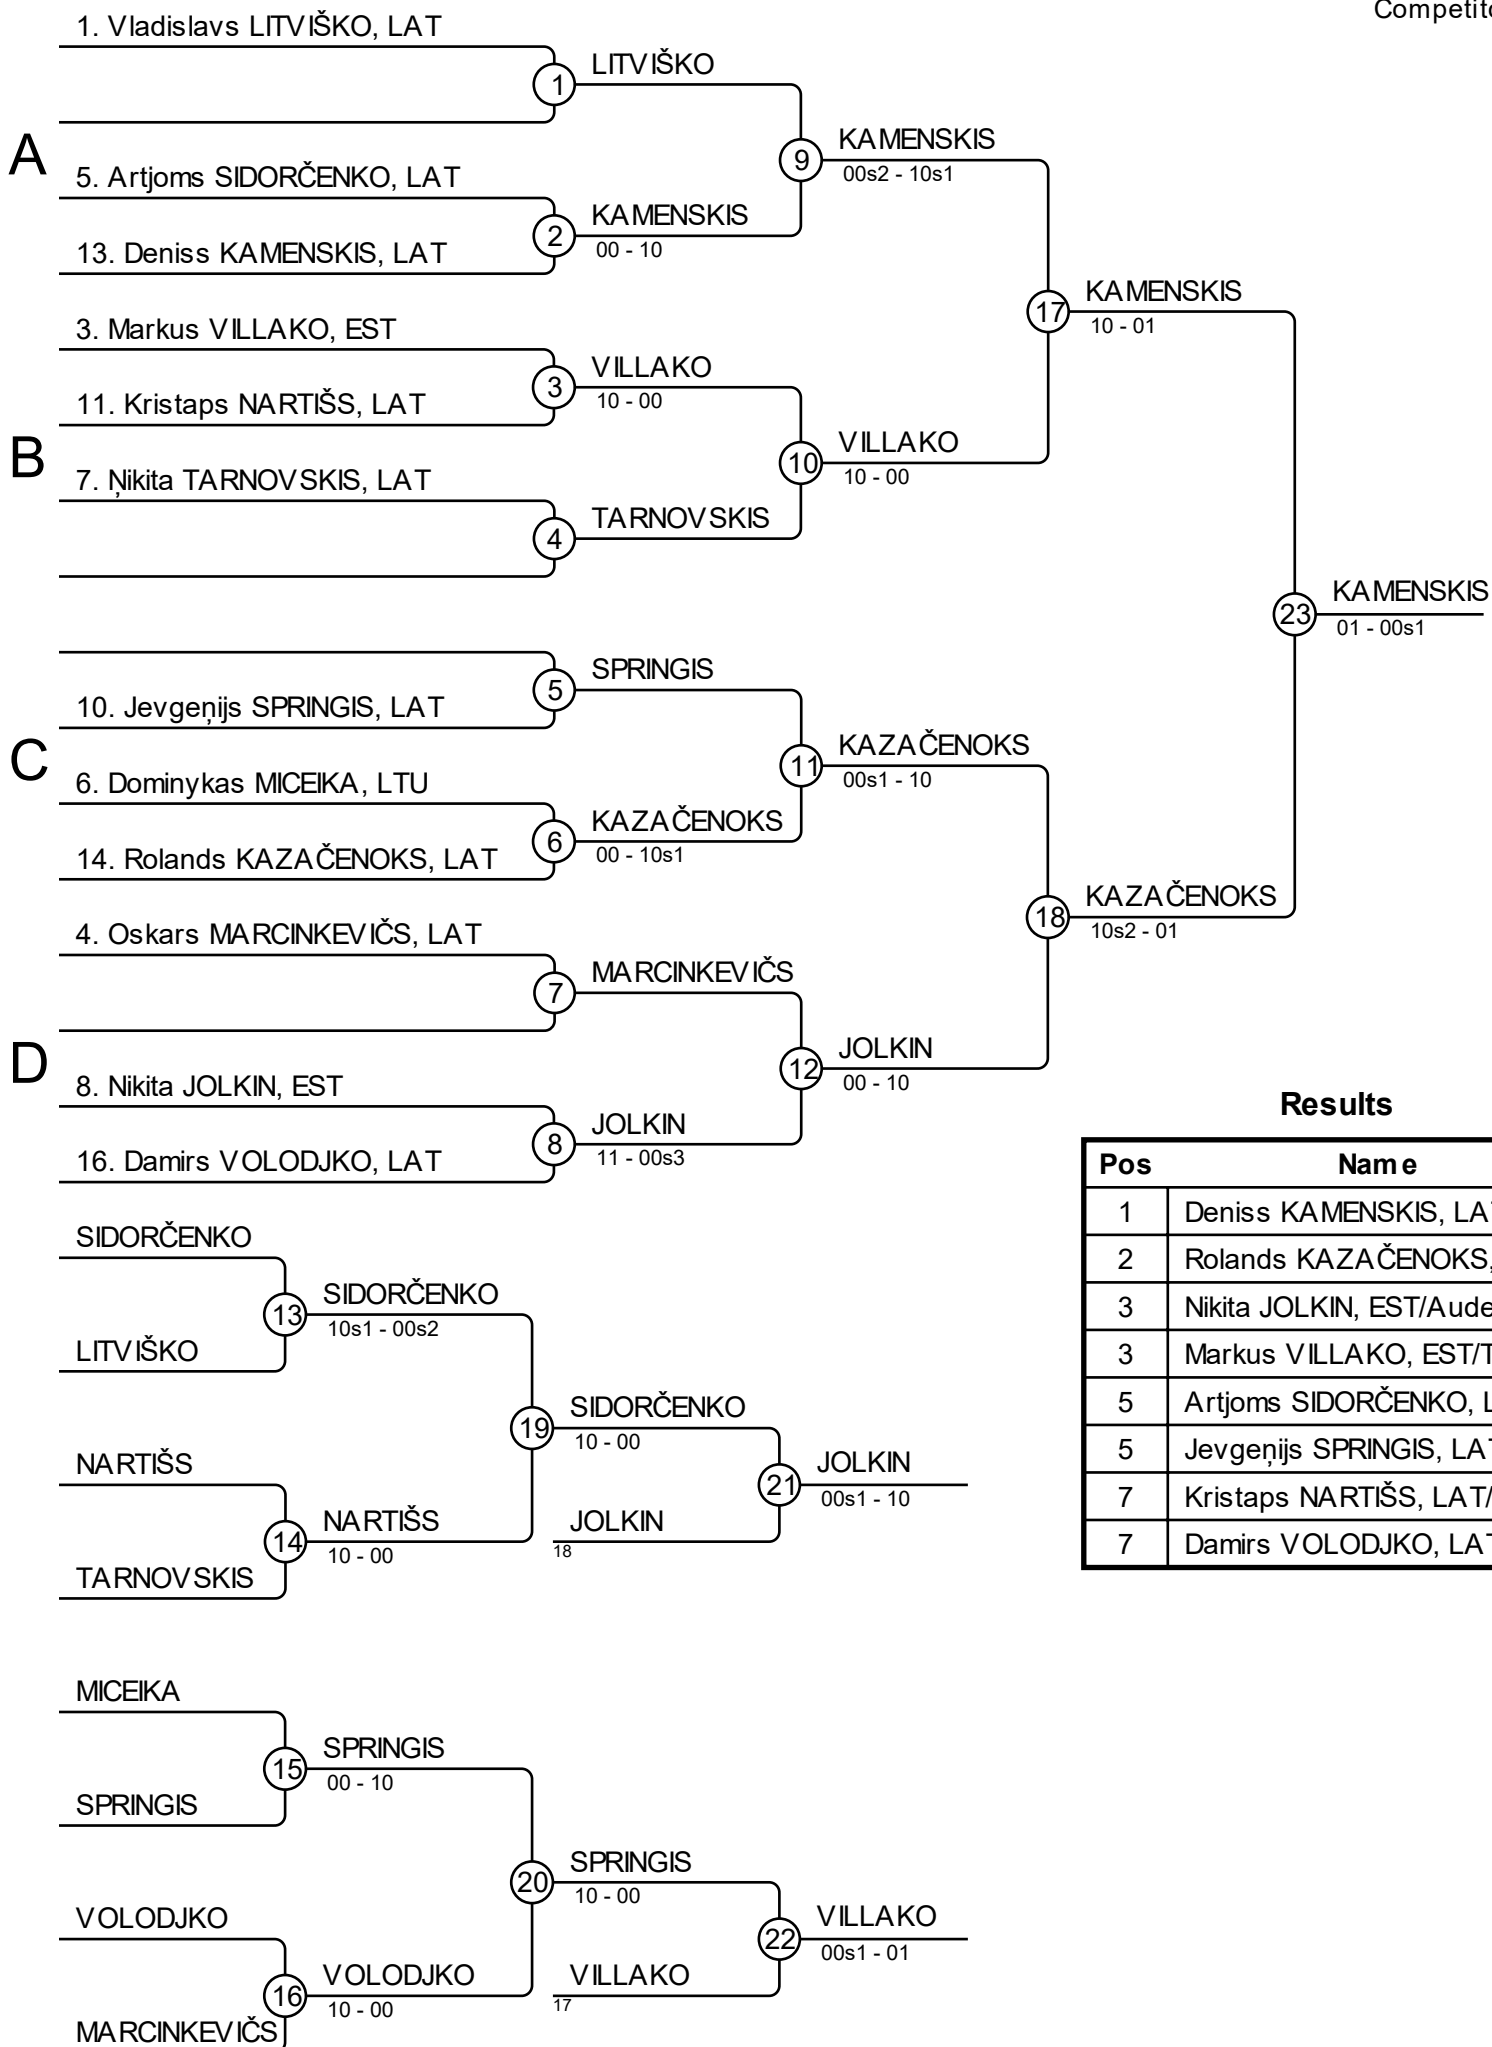 Competito
1. Vladislavs LITVIŠKO, LAT
1
LITVIŠKO
A
5. Artjoms SIDORČENKO, LAT
13. Deniss KAMENSKIS, LAT
2
KAMENSKIS
00 - 10
9
KAMENSKIS
00s2 - 10s1
3. Markus VILLAKO, EST
11. Kristaps NARTIŠS, LAT
3
VILLAKO
10 - 00
B
7. Ņikita TARNOVSKIS, LAT
4
TARNOVSKIS
10
VILLAKO
10 - 00
17
KAMENSKIS
10 - 01
23
KAMENSKIS
01 - 00s1
5
SPRINGIS
10. Jevgeņijs SPRINGIS, LAT
C
6. Dominykas MICEIKA, LTU
14. Rolands KAZAČENOKS, LAT
6
KAZAČENOKS
00 - 10s1
11
KAZAČENOKS
00s1 - 10
4. Oskars MARCINKEVIČS, LAT
7
MARCINKEVIČS
D
8. Nikita JOLKIN, EST
16. Damirs VOLODJKO, LAT
8
JOLKIN
11 - 00s3
12
JOLKIN
00 - 10
18
KAZAČENOKS
10s2 - 01
SIDORČENKO
LITVIŠKO
13
SIDORČENKO
10s1 - 00s2
NARTIŠS
TARNOVSKIS
14
NARTIŠS
10 - 00
19
SIDORČENKO
10 - 00
JOLKIN
18
21
JOLKIN
00s1 - 10
MICEIKA
SPRINGIS
15
SPRINGIS
00 - 10
VOLODJKO
MARCINKEVIČS
16
VOLODJKO
10 - 00
20
SPRINGIS
10 - 00
VILLAKO
17
22
VILLAKO
00s1 - 01
Results
Pos Name
1 Deniss KAMENSKIS, LAT
2 Rolands KAZAČENOKS,
3 Nikita JOLKIN, EST/Aude
3 Markus VILLAKO, EST/T
5 Artjoms SIDORČENKO, L
5 Jevgeņijs SPRINGIS, LAT
7 Kristaps NARTIŠS, LAT/
7 Damirs VOLODJKO, LAT